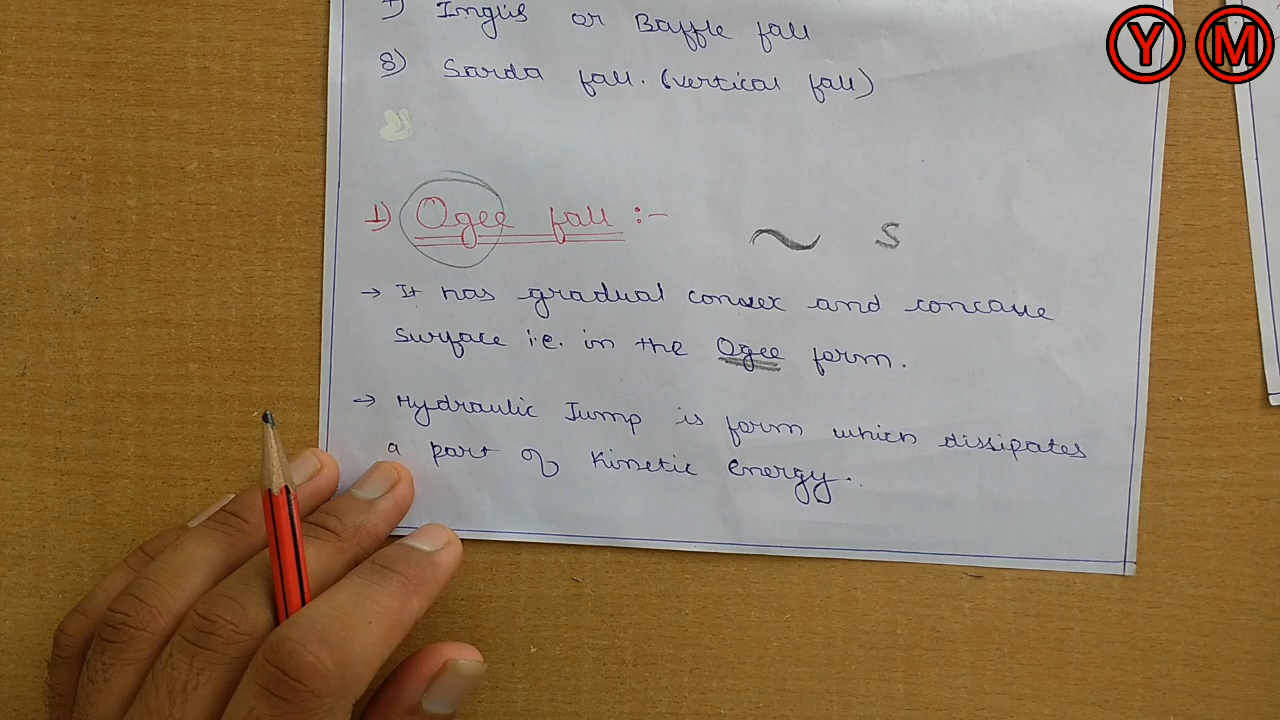 7) Inglis or Baffle fall
8) Sarda fall. (vertical fall)
1) Ogee fall :-
~ S
→ It has gradual convex and concave
surface i.e. in the Ogee form.
→ Hydraulic Jump is form which dissipates
a part of Kinetic energy.
Y M